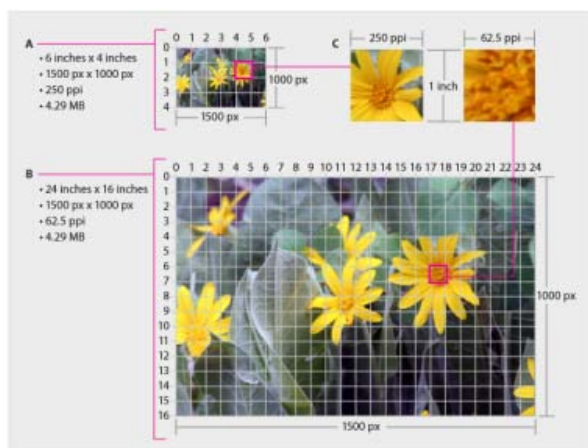 A
• 6 inches x 4 inches
• 1500 px x 1000 px
• 250 ppi
• 4.29 MB
0 1 2 3 4 5 6
0
1
2
3
4
1000 px
1500 px
C
250 ppi
62.5 ppi
1 inch
B
• 24 inches x 16 inches
• 1500 px x 1000 px
• 62.5 ppi
• 4.29 MB
0 1 2 3 4 5 6 7 8 9 10 11 12 13 14 15 16 17 18 19 20 21 22 23 24
0
1
2
3
4
5
6
7
8
9
10
11
12
13
14
15
16
1000 px
1500 px